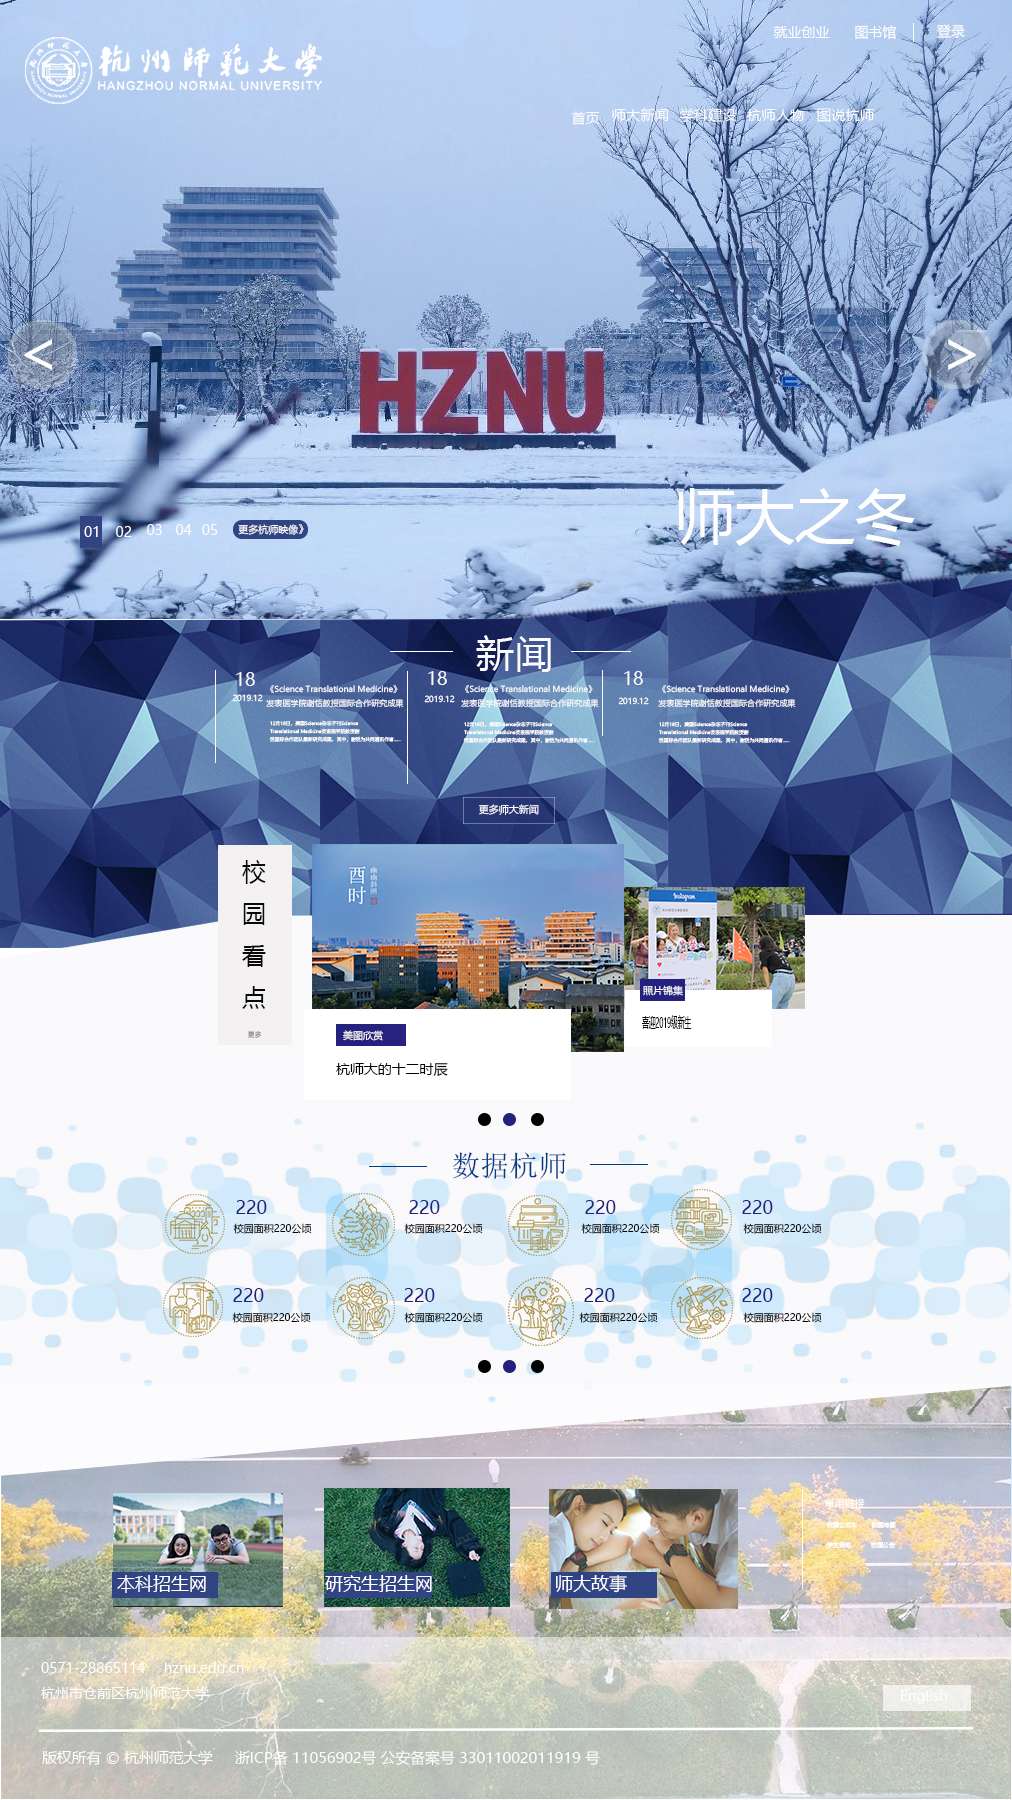 就业创业 图书馆 登录
杭州师范大学
HANGZHOU NORMAL UNIVERSITY
首页 师大新闻 学科建设 杭师人物 图说杭师
<
>
HZNU
师大之冬
01 02 03 04 05 更多杭师映像》
新闻
18
2019.12
《Science Translational Medicine》
发表医学院谢恬教授国际合作研究成果
18
2019.12
《Science Translational Medicine》
发表医学院谢恬教授国际合作研究成果
18
2019.12
《Science Translational Medicine》
发表医学院谢恬教授国际合作研究成果
更多师大新闻
校园看点
更多
酉时
美图欣赏
杭师大的十二时辰
Instagram
照片锦集
喜迎2019级新生
数据杭师
220
校园面积220公顷
220
校园面积220公顷
220
校园面积220公顷
220
校园面积220公顷
220
校园面积220公顷
220
校园面积220公顷
220
校园面积220公顷
220
校园面积220公顷
本科招生网
研究生招生网
师大故事
常用链接
0571-28865114 hznu.edu.cn
杭州市仓前区杭州师范大学
English
版权所有 © 杭州师范大学 浙ICP备 11056902号 公安备案号 33011002011919 号